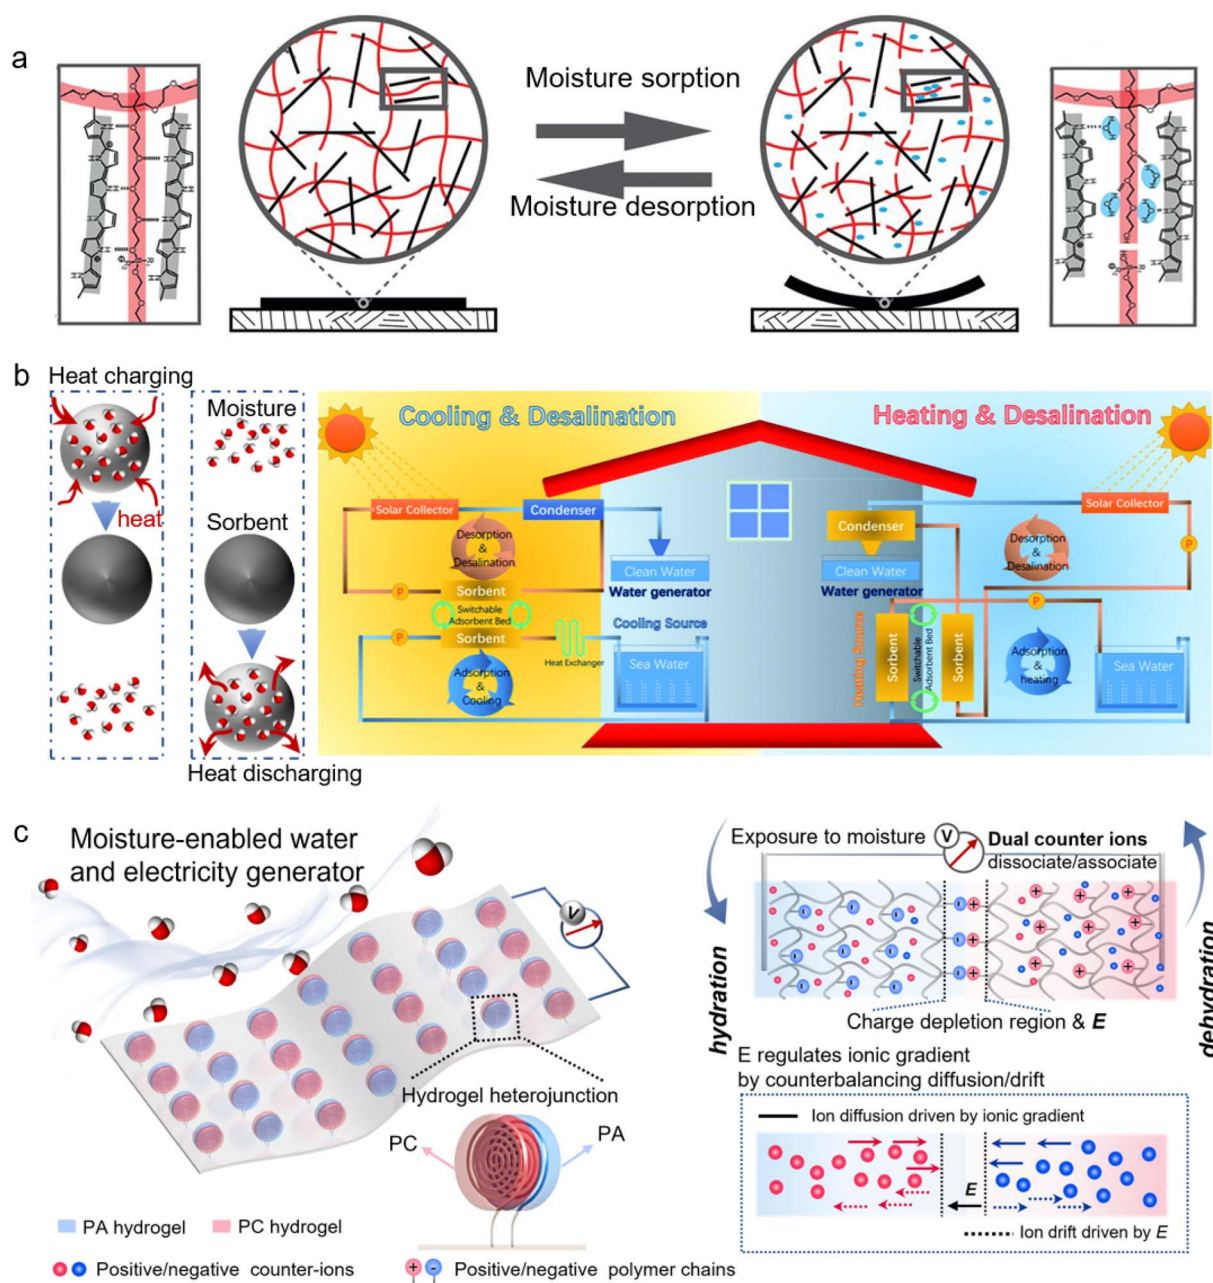 a
Moisture sorption
Moisture desorption
b
Heat charging
heat
Moisture
Sorbent
Heat discharging
Cooling & Desalination
Heating & Desalination
Solar Collector
Condenser
Desorption
&
Desalination
Clean Water
Water generator
P
Sorbent
Switchable
Adsorbent Bed
P
Sorbent
Heat Exchanger
Cooling Source
Sea Water
Adsorption
&
Cooling
Solar Collector
Condenser
Desorption
&
Desalination
P
Clean Water
Water generator
P
Heating Source
Sorbent
Switchable
Adsorbent Bed
Sorbent
Adsorption
&
heating
Sea Water
c
Moisture-enabled water
and electricity generator
V
Hydrogel heterojunction
PC
PA
PA hydrogel
PC hydrogel
Positive/negative counter-ions
Positive/negative polymer chains
Exposure to moisture
V
Dual counter ions
dissociate/associate
hydration
dehydration
Charge depletion region & E
E regulates ionic gradient
by counterbalancing diffusion/drift
Ion diffusion driven by ionic gradient
E
Ion drift driven by E